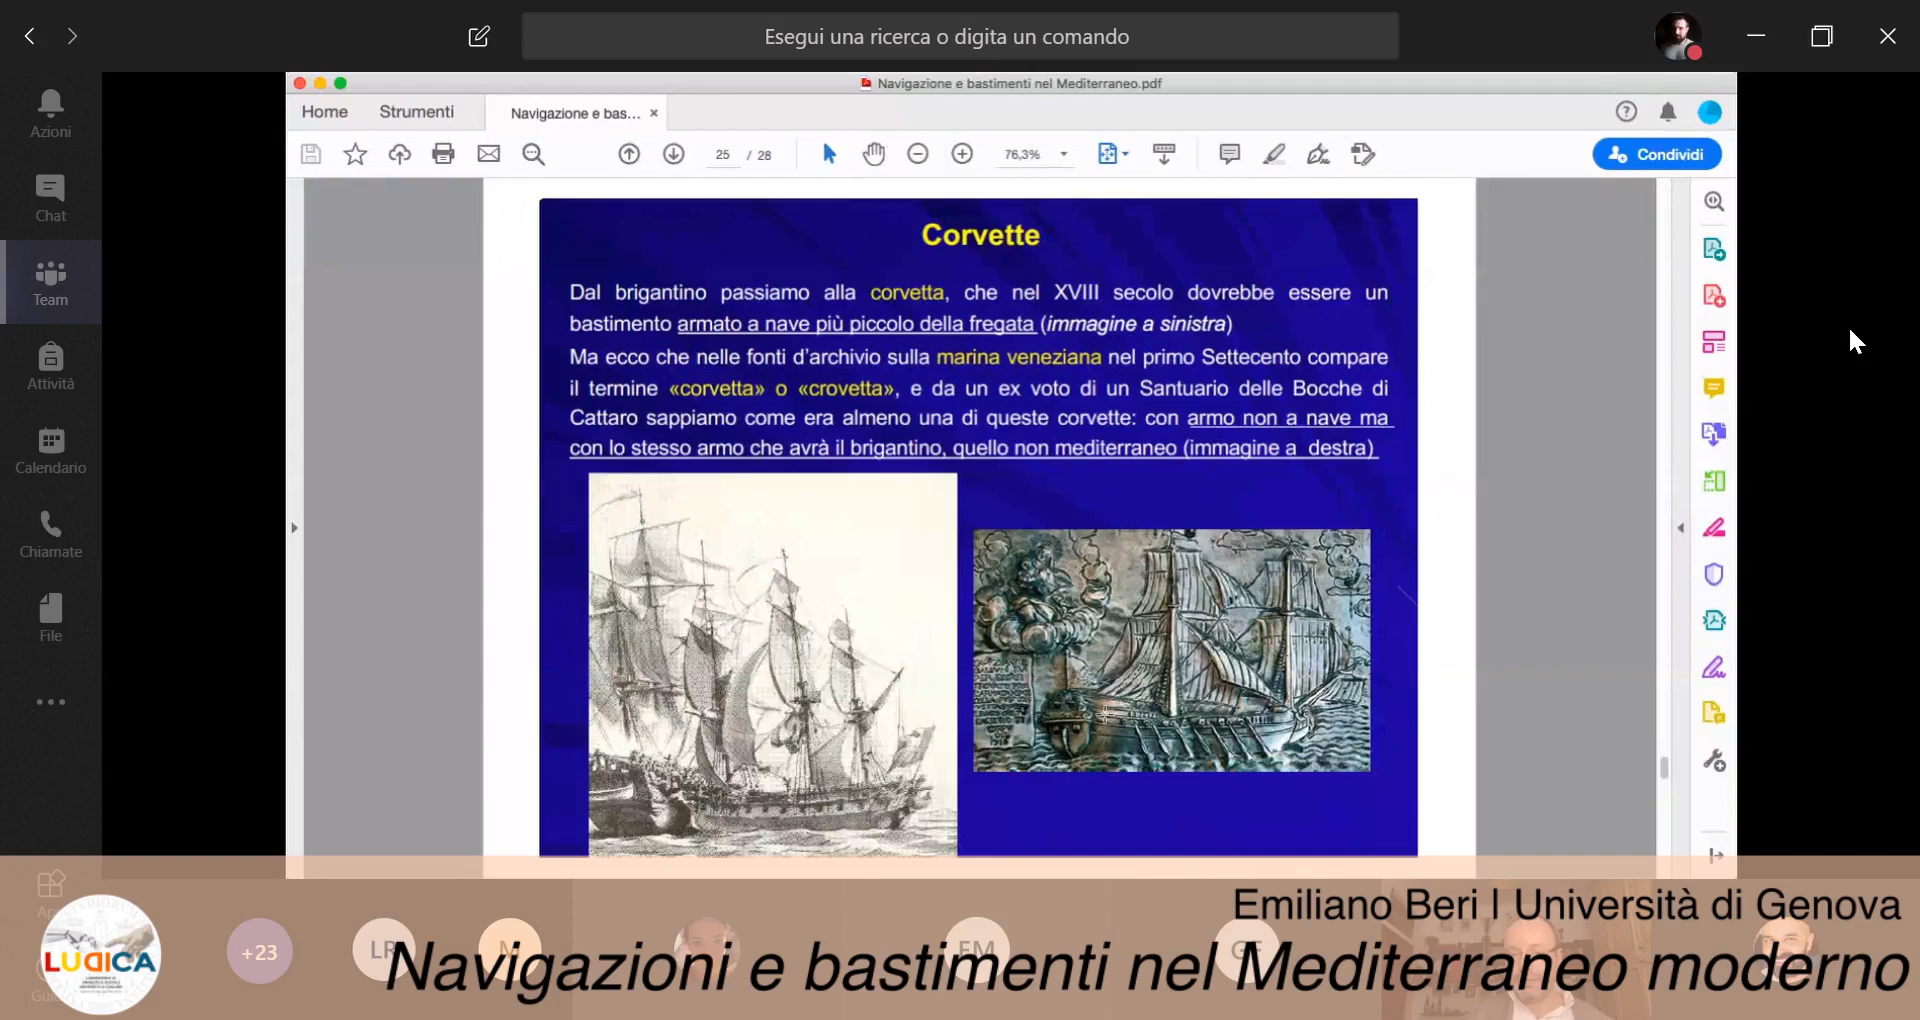 Esegui una ricerca o digita un comando
Navigazione e bastimenti nel Mediterraneo.pdf
Home Strumenti Navigazione e bas... ×
25 / 28 76,3% Condividi
Azioni
Chat
Team
Attività
Calendario
Chiamate
File
Corvette
Dal brigantino passiamo alla corvetta, che nel XVIII secolo dovrebbe essere un
bastimento armato a nave più piccolo della fregata (immagine a sinistra)
Ma ecco che nelle fonti d'archivio sulla marina veneziana nel primo Settecento compare
il termine «corvetta» o «crovetta», e da un ex voto di un Santuario delle Bocche di
Cattaro sappiamo come era almeno una di queste corvette: con armo non a nave ma
con lo stesso armo che avrà il brigantino, quello non mediterraneo (immagine a destra)
Emiliano Beri | Università di Genova
Navigazioni e bastimenti nel Mediterraneo moderno
LUDICA
+23
LR
M
EM